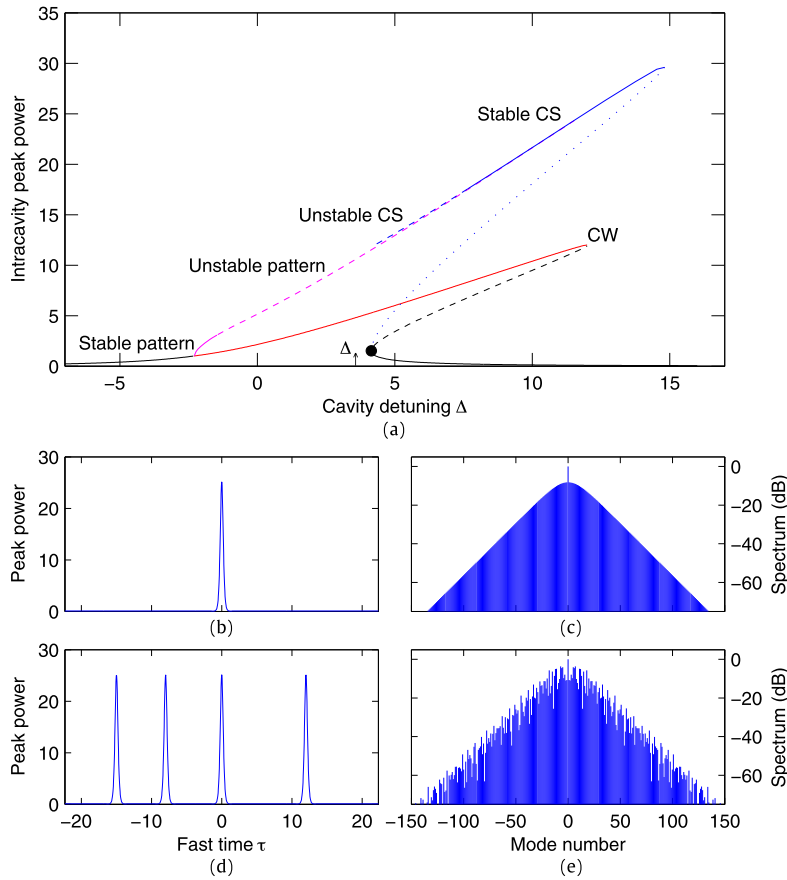 35
30
25
20
15
10
5
0
Intracavity peak power
Stable CS
Unstable CS
CW
Unstable pattern
Stable pattern
Δ
−5 0 5 10 15
Cavity detuning Δ
(a)
30
20
10
0
Peak power
(b)
0
−20
−40
−60
Spectrum (dB)
(c)
30
20
10
0
Peak power
−20 −10 0 10 20
Fast time τ
(d)
0
−20
−40
−60
Spectrum (dB)
−150 −100 −50 0 50 100 150
Mode number
(e)